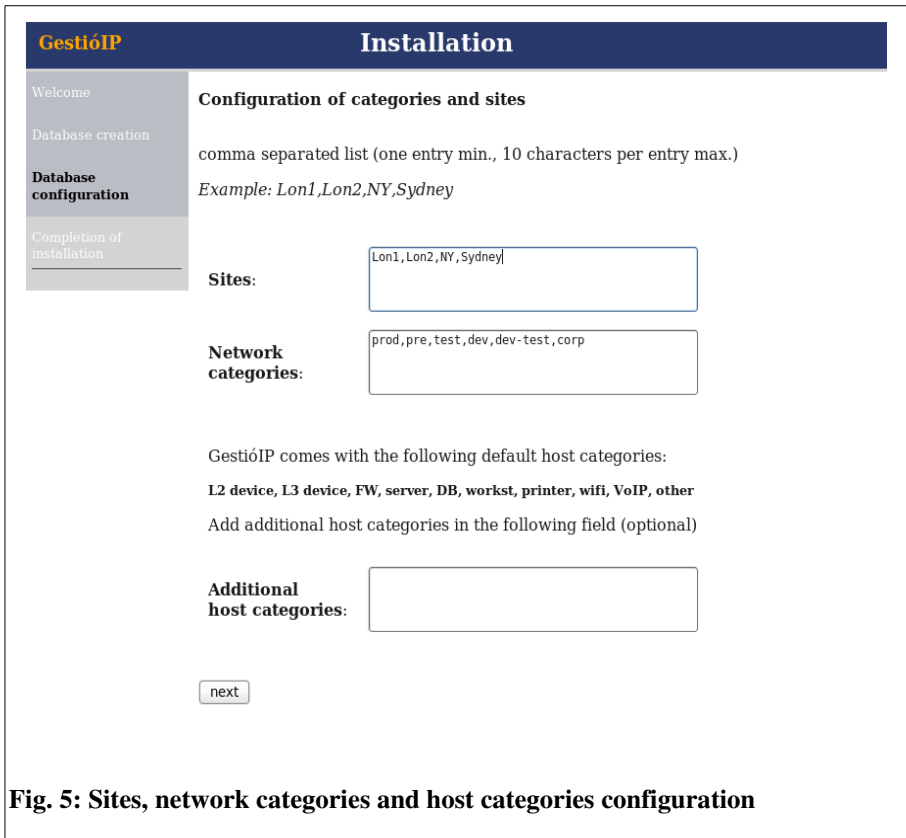 GestióIP
Installation
Welcome
Database creation
Database
configuration
Completion of
installation
Configuration of categories and sites
comma separated list (one entry min., 10 characters per entry max.)
Example: Lon1,Lon2,NY,Sydney
Sites:
Lon1,Lon2,NY,Sydney
Network
categories:
prod,pre,test,dev,dev-test,corp
GestióIP comes with the following default host categories:
L2 device, L3 device, FW, server, DB, workst, printer, wifi, VoIP, other
Add additional host categories in the following field (optional)
Additional
host categories:
next
Fig. 5: Sites, network categories and host categories configuration